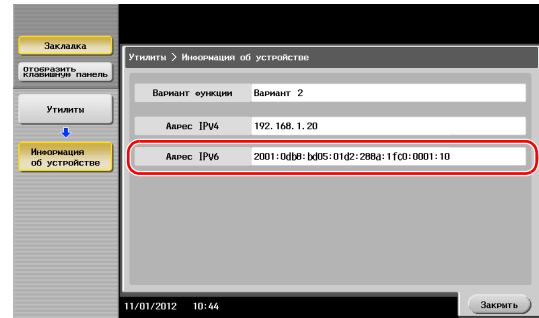 Закладка
Отобразить
клавишную панель
Утилиты
Информация
об устройстве
Утилиты > Информация об устройстве
Вариант функции Вариант 2
Адрес IPv4 192.168.1.20
Адрес IPv6 2001:0db8:bd05:01d2:288a:1fc0:0001:10
11/01/2012 10:44
Закрыть